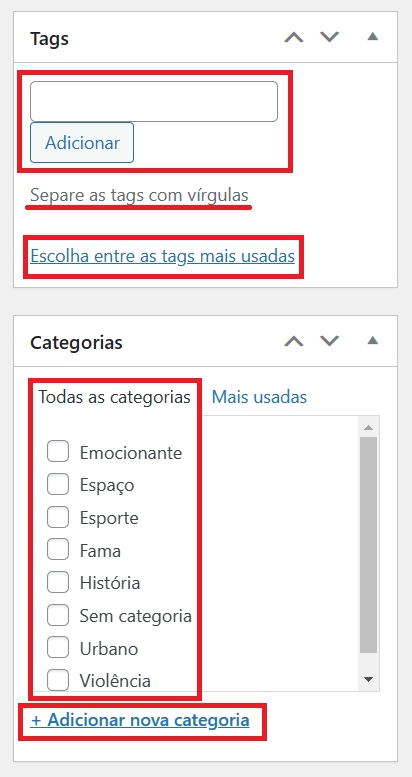 Tags
Adicionar
Separe as tags com vírgulas
Escolha entre as tags mais usadas
Categorias
Todas as categorias Mais usadas
Emocionante
Espaço
Esporte
Fama
História
Sem categoria
Urbano
Violência
+ Adicionar nova categoria